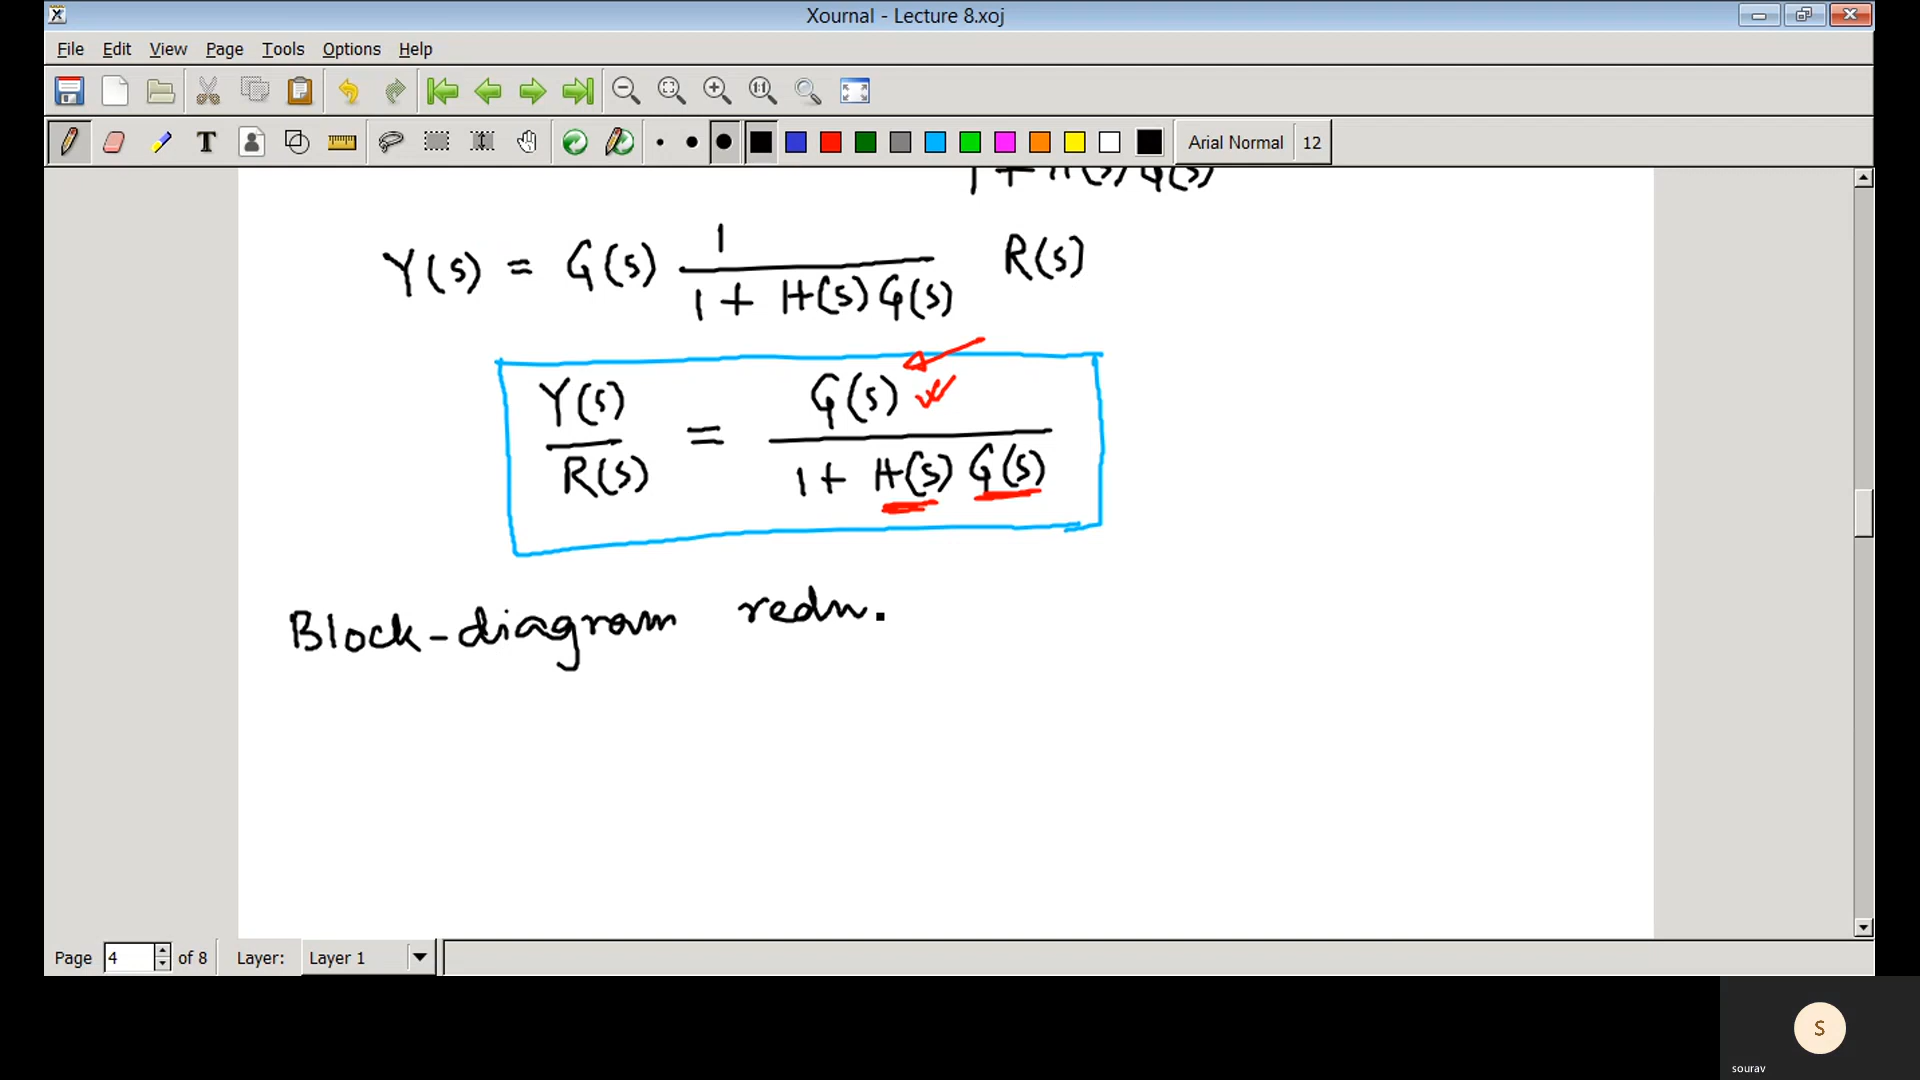 Xournal - Lecture 8.xoj
File Edit View Page Tools Options Help
Arial Normal 12
1 + H(s) G(s)
Y(s) = G(s) 1 / 1 + H(s) G(s) R(s)
Y(s) / R(s) = G(s) / 1 + H(s) G(s)
Block-diagram redn.
Page 4 of 8 Layer: Layer 1
S
sourav